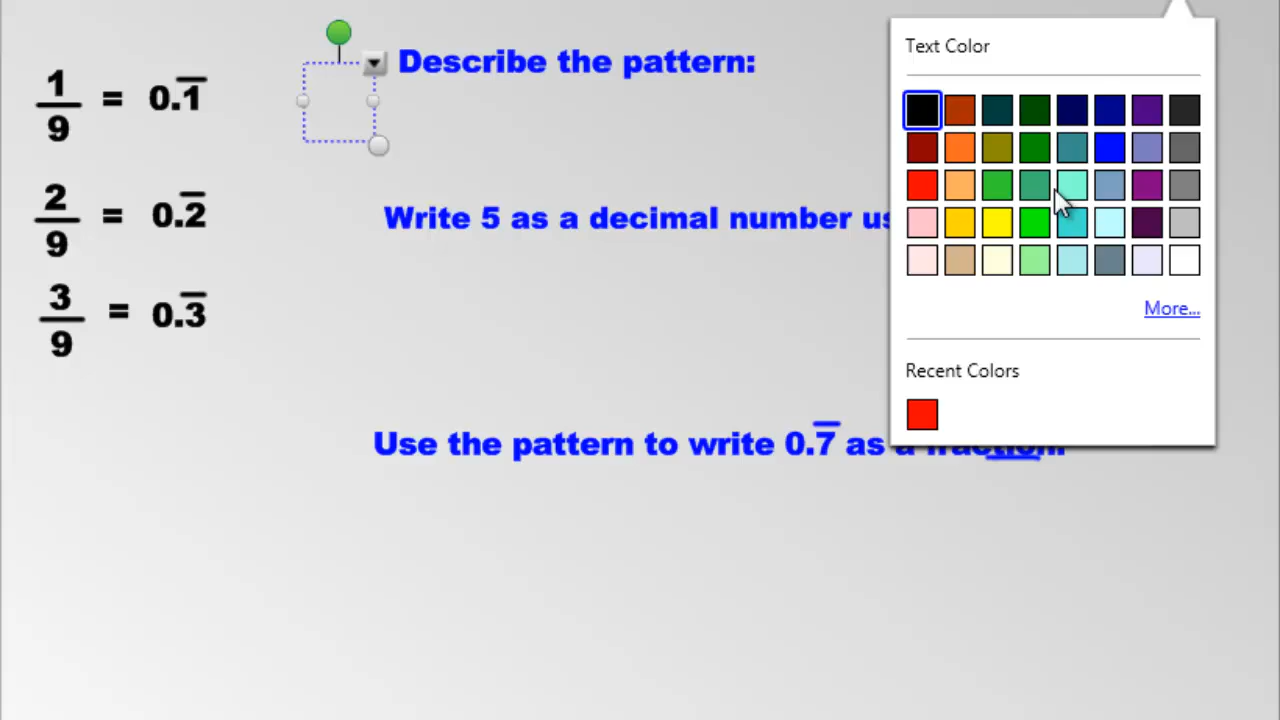 1/9 = 0.1̅
2/9 = 0.2̅
3/9 = 0.3̅
Describe the pattern:
Write 5 as a decimal number
Use the pattern to write 0.7̅ as a
Text Color
More...
Recent Colors